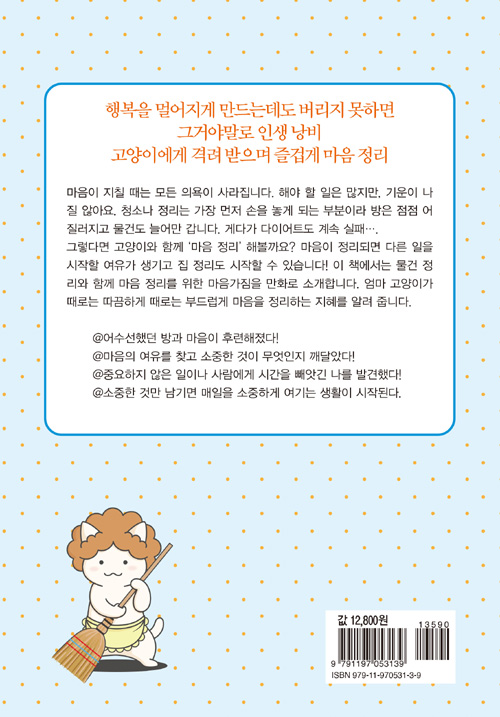 행복을 멀어지게 만드는데도 버리지 못하면
그거야말로 인생 낭비
고양이에게 격려 받으며 즐겁게 마음 정리
마음이 지칠 때는 모든 의욕이 사라집니다. 해야 할 일은 많지만, 기운이 나
질 않아요. 청소나 정리는 가장 먼저 손을 놓게 되는 부분이라 방은 점점 어
질러지고 물건도 늘어만 갑니다. 게다가 다이어트도 계속 실패….
그렇다면 고양이와 함께 ‘마음 정리’ 해볼까요? 마음이 정리되면 다른 일을
시작할 여유가 생기고 집 정리도 시작할 수 있습니다! 이 책에서는 물건 정
리와 함께 마음 정리를 위한 마음가짐을 만화로 소개합니다. 엄마 고양이가
때로는 따끔하게 때로는 부드럽게 마음을 정리하는 지혜를 알려 줍니다.
@어수선했던 방과 마음이 후련해졌다!
@마음의 여유를 찾고 소중한 것이 무엇인지 깨달았다!
@중요하지 않은 일이나 사람에게 시간을 빼앗긴 나를 발견했다!
@소중한 것만 남기면 매일을 소중하게 여기는 생활이 시작된다.
값 12,800원
13590
9 791197 053139
ISBN 979-11-970531-3-9